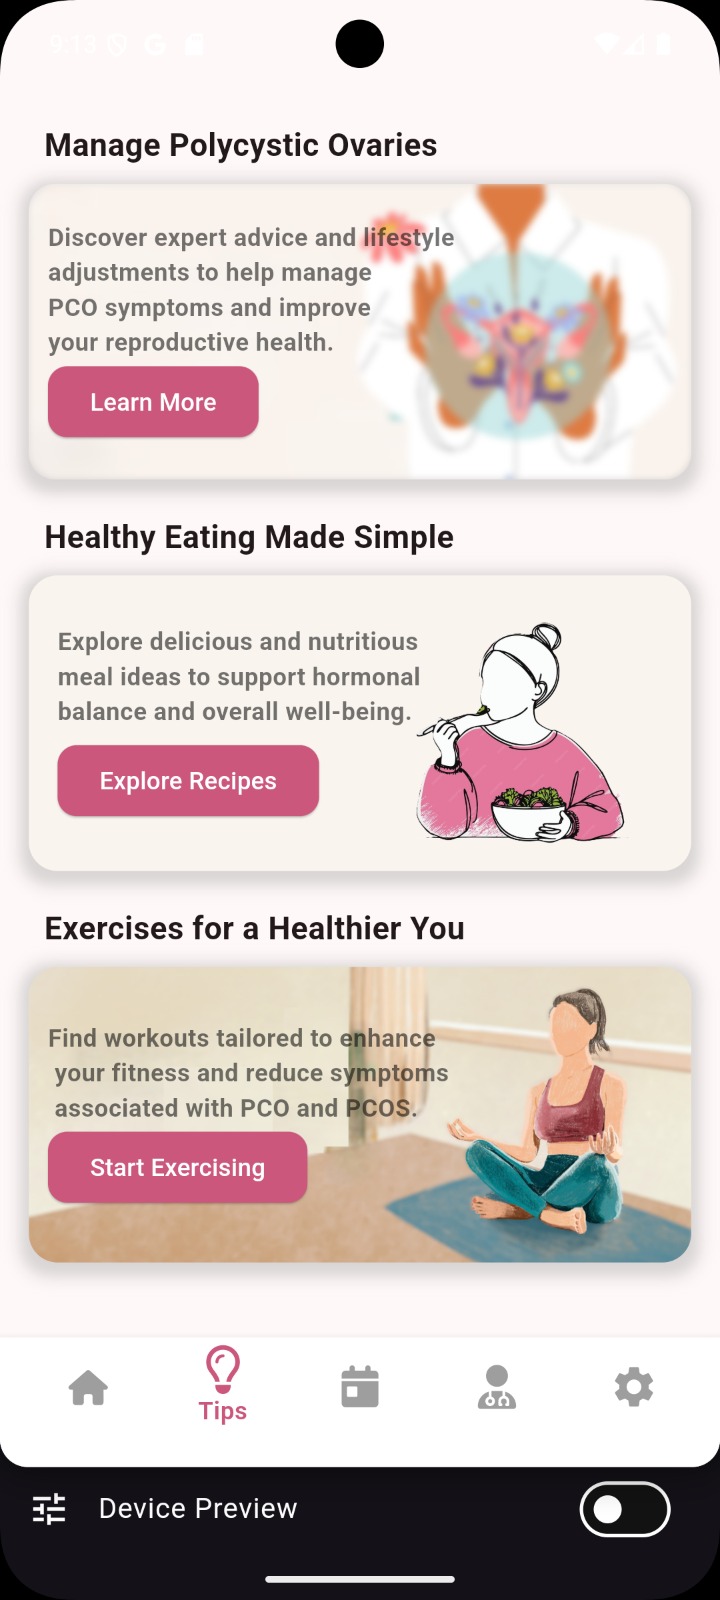 9:13
Manage Polycystic Ovaries
Discover expert advice and lifestyle
adjustments to help manage
PCO symptoms and improve
your reproductive health.
Learn More
Healthy Eating Made Simple
Explore delicious and nutritious
meal ideas to support hormonal
balance and overall well-being.
Explore Recipes
Exercises for a Healthier You
Find workouts tailored to enhance
your fitness and reduce symptoms
associated with PCO and PCOS.
Start Exercising
Tips
Device Preview